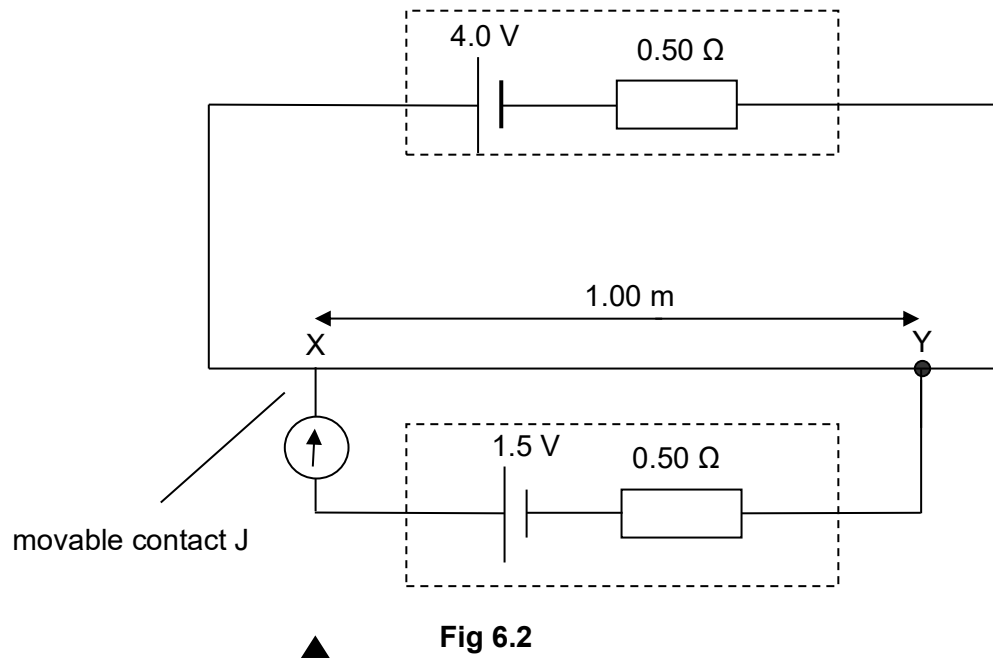 4.0 V
0.50 Ω
1.00 m
X
Y
1.5 V
0.50 Ω
movable contact J
Fig 6.2